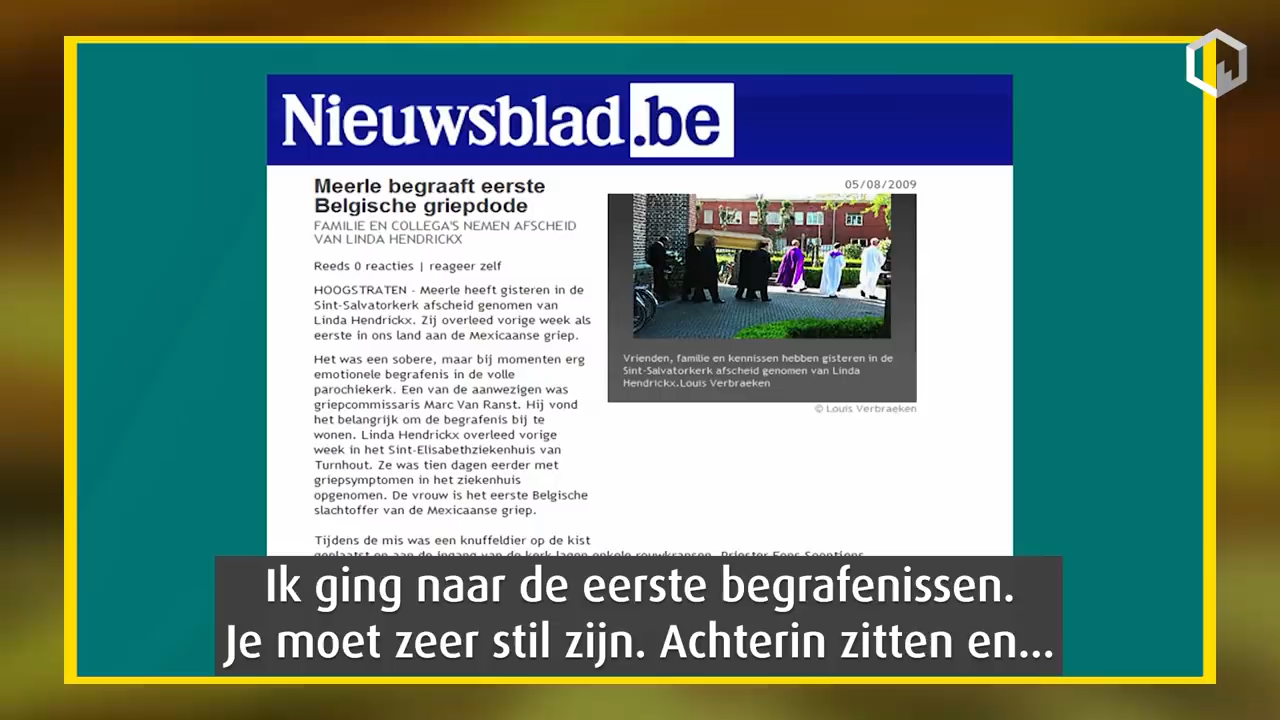 Nieuwsblad.be
Meerle begraaft eerste
Belgische griepdode
FAMILIE EN COLLEGA'S NEMEN AFSCHEID
VAN LINDA HENDRICKX
Reeds 0 reacties | reageer zelf
HOOGSTRATEN - Meerle heeft gisteren in de
Sint-Salvatorkerk afscheid genomen van
Linda Hendrickx. Zij overleed vorige week als
eerste in ons land aan de Mexicaanse griep.
Het was een sobere, maar bij momenten erg
emotionele begrafenis in de volle
parochiekerk. Een van de aanwezigen was
griepcommissaris Marc Van Ranst. Hij vond
het belangrijk om de begrafenis bij te
wonen. Linda Hendrickx overleed vorige
week in het Sint-Elisabethziekenhuis van
Turnhout. Ze was tien dagen eerder met
griepsymptomen in het ziekenhuis
opgenomen. De vrouw is het eerste Belgische
slachtoffer van de Mexicaanse griep.
Tijdens de mis was een knuffeldier op de kist
05/08/2009
Vrienden, familie en kennissen hebben gisteren in de
Sint-Salvatorkerk afscheid genomen van Linda
Hendrickx.Louis Verbraeken
© Louis Verbraeken
Ik ging naar de eerste begrafenissen.
Je moet zeer stil zijn. Achterin zitten en...